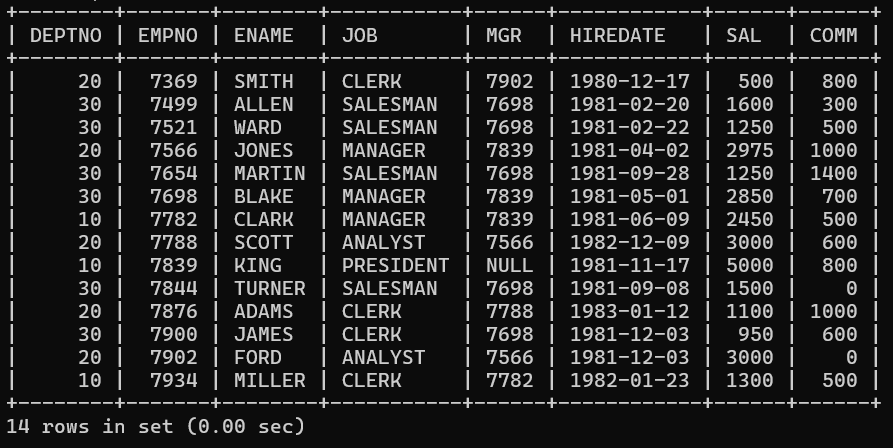 +--------+-------+--------+-----------+------+------------+------+------+
| DEPTNO | EMPNO | ENAME  | JOB       | MGR  | HIREDATE   | SAL  | COMM |
+--------+-------+--------+-----------+------+------------+------+------+
|     20 |  7369 | SMITH  | CLERK     | 7902 | 1980-12-17 |  500 |  800 |
|     30 |  7499 | ALLEN  | SALESMAN  | 7698 | 1981-02-20 | 1600 |  300 |
|     30 |  7521 | WARD   | SALESMAN  | 7698 | 1981-02-22 | 1250 |  500 |
|     20 |  7566 | JONES  | MANAGER   | 7839 | 1981-04-02 | 2975 | 1000 |
|     30 |  7654 | MARTIN | SALESMAN  | 7698 | 1981-09-28 | 1250 | 1400 |
|     30 |  7698 | BLAKE  | MANAGER   | 7839 | 1981-05-01 | 2850 |  700 |
|     10 |  7782 | CLARK  | MANAGER   | 7839 | 1981-06-09 | 2450 |  500 |
|     20 |  7788 | SCOTT  | ANALYST   | 7566 | 1982-12-09 | 3000 |  600 |
|     10 |  7839 | KING   | PRESIDENT | NULL | 1981-11-17 | 5000 |  800 |
|     30 |  7844 | TURNER | SALESMAN  | 7698 | 1981-09-08 | 1500 |    0 |
|     20 |  7876 | ADAMS  | CLERK     | 7788 | 1983-01-12 | 1100 | 1000 |
|     30 |  7900 | JAMES  | CLERK     | 7698 | 1981-12-03 |  950 |  600 |
|     20 |  7902 | FORD   | ANALYST   | 7566 | 1981-12-03 | 3000 |    0 |
|     10 |  7934 | MILLER | CLERK     | 7782 | 1982-01-23 | 1300 |  500 |
+--------+-------+--------+-----------+------+------------+------+------+
14 rows in set (0.00 sec)